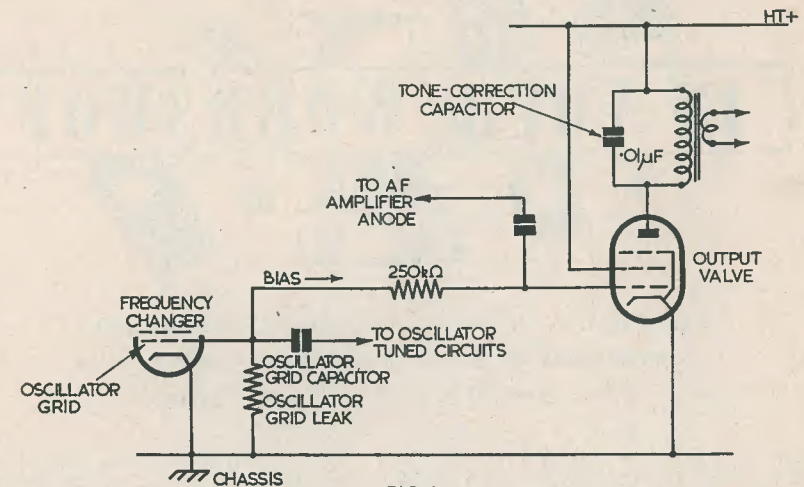 HT+
TONE-CORRECTION
CAPACITOR
·01µF
TO AF
AMPLIFIER
ANODE
OUTPUT
VALVE
BIAS
250kΩ
FREQUENCY
CHANGER
TO OSCILLATOR
TUNED CIRCUITS
OSCILLATOR
GRID CAPACITOR
OSCILLATOR
GRID LEAK
OSCILLATOR
GRID
CHASSIS